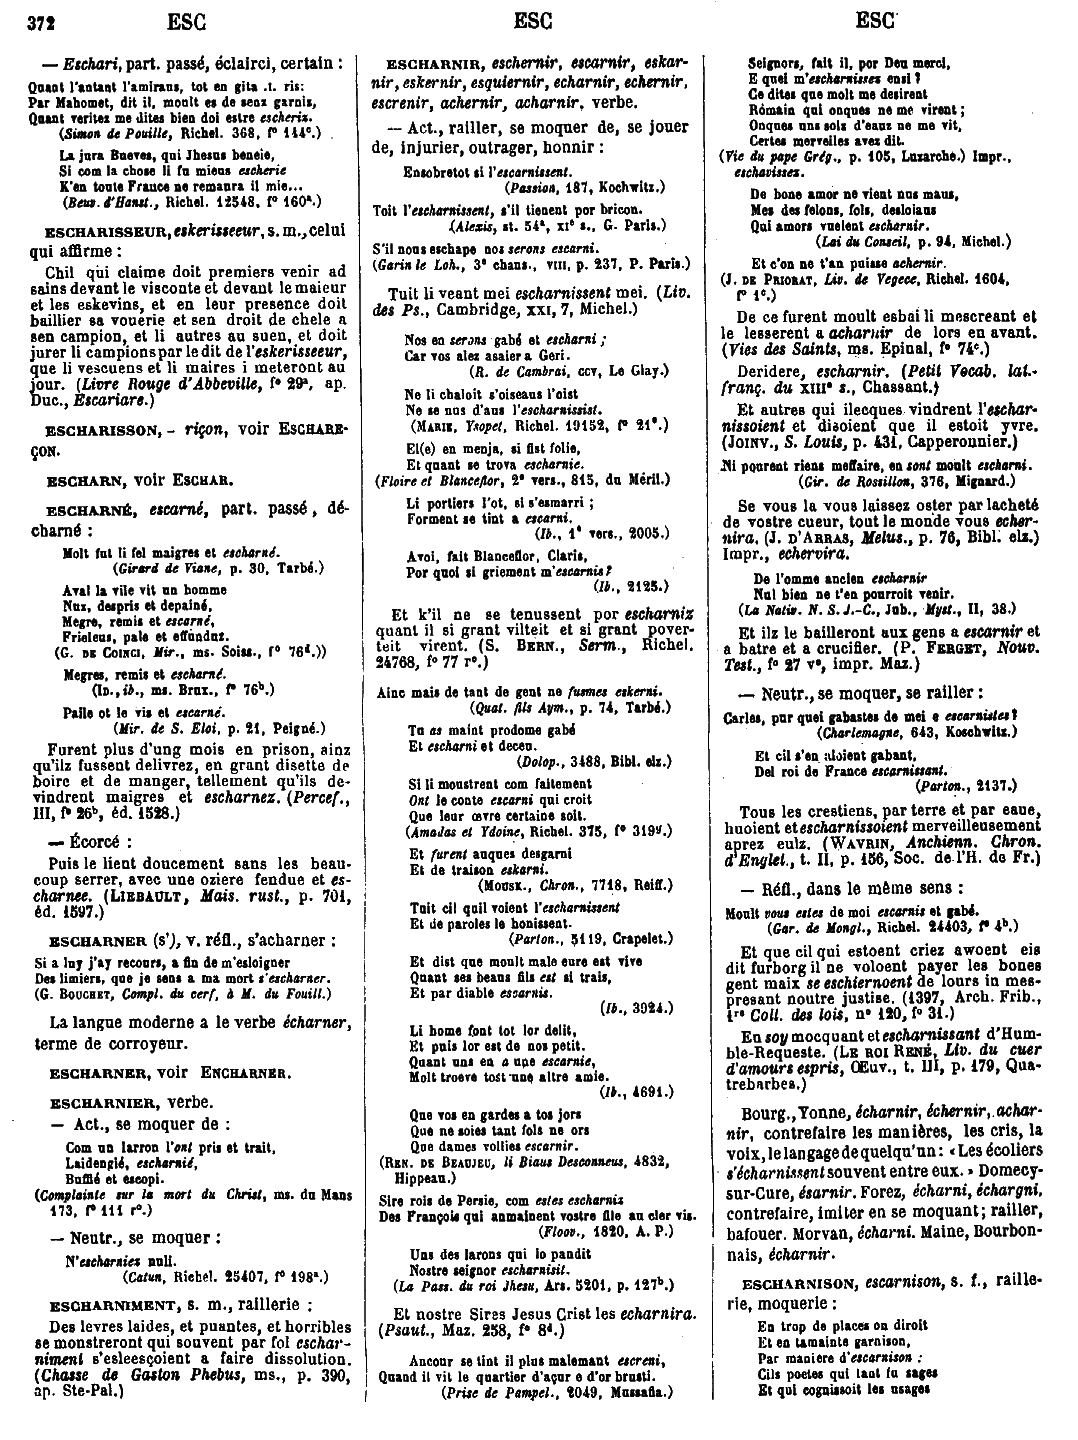 372 ESC ESC ESC
— Eschari, part. passé, éclairci, certain :
Quant l'autant l'amirans, tot en gita .i. ris:
Par Mahomet, dit il, moult es de senz garnis,
Quant veritez me dites bien doi estre escheriz.
(Simon de Pouille, Richel. 368, f° 144c.)
La jura Bueves, qui Jhesus beneie,
Si com la chose li fu mieus escherie
K'en toute France ne remanra il mie...
(Beuv. d'Hanst., Richel. 12548, f° 160a.)
ESCHARISSEUR, eskerisseeur, s. m., celui
qui affirme :
Chil qui claime doit premiers venir ad
sains devant le visconte et devant le maieur
et les eskevins, et en leur presence doit
baillier sa vouerie et sen droit de chele a
sen campion, et li autres au suen, et doit
jurer li campions par le dit de l'eskerisseeur,
que li vescuens et li maires i meteront au
jour. (Livre Rouge d'Abbeville, f° 29a, ap.
Duc., Escariare.)
ESCHARISSON, - riçon, voir ESCHARE-
ÇON.
ESCHARN, voir ESCHAR.
ESCHARNÉ, escarné, part. passé, dé-
charné :
Molt fut li fel maigres et escharné.
(Girard de Viane, p. 30, Tarbé.)
Aval la vile vit un homme
Nuz, despris et depainé,
Megre, remis et escarné,
Frieleus, pale et effonduz.
(G. DE COINCI, Mir., ms. Soiss., f° 76d.))
Megres, remis et escharné.
(ID., ib., ms. Brux., f° 76b.)
Palle ot le vis et escarné.
(Mir. de S. Eloi, p. 21, Peigné.)
Furent plus d'ung mois en prison, ainz
qu'ilz fussent delivrez, en grant disette de
boire et de manger, tellement qu'ils de-
vindrent maigres et escharnez. (Percef.,
III, f° 26b, éd. 1528.)
— Écorcé :
Puis le lient doucement sans les beau-
coup serrer, avec une oziere fendue et es-
charnee. (LIEBAULT, Mais. rust., p. 701,
éd. 1597.)
ESCHARNER (s'), v. réfl., s'acharner :
Si a luy j'ay recours, a fin de m'esloigner
Des limiers, que je sens a ma mort s'escharner.
(G. BOUCHET, Compl. du cerf, à M. du Fouill.)
La langue moderne a le verbe écharner,
terme de corroyeur.
ESCHARNER, voir ENCHARNER.
ESCHARNIER, verbe.
— Act., se moquer de :
Com un larron l'ont pris et trait,
Laidengié, escharnié,
Buffié et escopi.
(Complainte sur la mort du Christ, ms. du Mans
173, f° 111 r°.)
— Neutr., se moquer :
N'escharniez nuli.
(Catun, Richel. 25407, f° 198a.)
ESCHARNIMENT, s. m., raillerie :
Des levres laides, et puantes, et horribles
se monstreront qui souvent par fol eschar-
niment s'esleesçoient a faire dissolution.
(Chasse de Gaston Phebus, ms., p. 390,
ap. Ste-Pal.)
ESCHARNIR, eschernir, escarnir, eskar-
nir, eskernir, esquiernir, echarnir, echernir,
escrenir, achernir, acharnir, verbe.
— Act., railler, se moquer de, se jouer
de, injurier, outrager, honnir :
Ensobretot si l'escarnissent.
(Passion, 187, Kochwitz.)
Toit l'escharnissent, s'il tienent por bricon.
(Alexis, st. 54a, XIe s., G. Paris.)
S'il nous eschape nos serons escarni.
(Garin le Loh., 3e chans., VIII, p. 237, P. Paris.)
Tuit li veant mei escharnissent mei. (Liv.
des Ps., Cambridge, XXI, 7, Michel.)
Nos en serons gabé et escharni ;
Car vos alez asaier a Geri.
(R. de Cambrai, CCV, Le Glay.)
Ne li chaloit s'oiseaus l'oist
Ne se nus d'aus l'escharnissist.
(MARIE, Ysopet, Richel. 19152, f° 21e.)
El(e) en menja, si fist folie,
Et quant se trova escharnie.
(Floire et Blanceflor, 2e vers., 815, du Méril.)
Li portiers l'ot, si s'esmarri ;
Forment se tint a escarni.
(Ib., 1e vers., 2005.)
Avoi, fait Blanceflor, Claris,
Por quoi si griement m'escarnis ?
(Ib., 2125.)
Et k'il ne se tenussent por escharniz
quant il si grant vilteit et si grant pover-
teit virent. (S. BERN., Serm., Richel.
24768, f° 77 r°.)
Ainc mais de tant de gent ne fusmes eskerni.
(Quat. fils Aym., p. 74, Tarbé.)
Tu as maint prodome gabé
Et escharni et deceu.
(Dolop., 3488, Bibl. elz.)
Si li monstrent com faitement
Ont le conte escarni qui croit
Que leur œvre certaine soit.
(Amadas et Ydoine, Richel. 375, f° 319d.)
Et furent auques desgarni
Et de traison eskarni.
(MOUSK., Chron., 7718, Reiff.)
Tuit cil quil voient l'escharnissent
Et de paroles le honissent.
(Parton., 5119, Crapelet.)
Et dist que moult male eure est vive
Quant ses beaus fils est si trais,
Et par diable escarnis.
(Ib., 3924.)
Li home font tot lor delit,
Et puis lor est de nos petit.
Quant uns en a une escarnie,
Molt trueve tost une altre amie.
(Ib., 4691.)
Que vos en gardes a tos jors
Que ne soies tant fols ne ors
Que dames voilies escarnir.
(REN. DE BEAUJEU, li Biaus Desconneus, 4832,
Hippeau.)
Sire rois de Persie, com estes escharniz
Des François qui anmainent vostre fille au cler vis.
(Floov., 1820, A. P.)
Uns des larons qui lo pandit
Nostre seignor escharnisit.
(La Pass. du roi Jhesu, Ars. 5201, p. 127b.)
Et nostre Sires Jesus Crist les echarnira.
(Psaut., Maz. 258, f° 8d.)
Ancour se tint il plus malemant escreni,
Quand il vit le quartier d'açur e d'or brusti.
(Prise de Pampel., 2049, Mussafia.)
Seignors, fait il, por Deu merci,
E quei m'escharnisses ensi ?
Ce dites que molt me desirent
Romain qui onques ne me virent ;
Onques uns sols d'eauz ne me vit,
Certes merveilles avez dit.
(Vie du pape Grég., p. 105, Luzarche.) Impr.,
eschavissez.
De bone amor ne vient nus maus,
Mes des felons, fols, desloiaus
Qui amors vuelent escharnir.
(Lai du Conseil, p. 94, Michel.)
Et c'on ne t'an puisse achernir.
(J. DE PRIORAT, Liv. de Vegece, Richel. 1604,
f° 1c.)
De ce furent moult esbai li mescreant et
le lesserent a acharnir de lors en avant.
(Vies des Saints, ms. Epinal, f° 74c.)
Deridere, escharnir. (Petit Vocab. lat.-
franç. du XIIIe s., Chassant.)
Et autres qui ilecques vindrent l'eschar-
nissoient et disoient que il estoit yvre.
(JOINV., S. Louis, p. 431, Capperonnier.)
Ni pourent riens meffaire, en sont moult escharni.
(Gir. de Rossillon, 376, Mignard.)
Se vous la vous laissez oster par lacheté
de vostre cueur, tout le monde vous echer-
nira. (J. D'ARRAS, Melus., p. 76, Bibl. elz.)
Impr., echervira.
De l'omme ancien escharnir
Nul bien ne t'en pourroit venir.
(La Nativ. N. S. J.-C., Jub., Myst., II, 38.)
Et ilz le bailleront aux gens a escarnir et
a batre et a crucifier. (P. FERGET, Nouv.
Test., f° 27 v°, impr. Maz.)
— Neutr., se moquer, se railler :
Carles, pur quei gabastes de mei e escarnistes ?
(Charlemagne, 643, Koschwitz.)
Et cil s'en aloient gabant,
Del roi de France escarnissant.
(Parton., 2137.)
Tous les crestiens, par terre et par eaue,
huoient et escharnissoient merveilleusement
aprez eulz. (WAVRIN, Anchienn. Chron.
d'Englet., t. II, p. 156, Soc. de l'H. de Fr.)
— Réfl., dans le même sens :
Moult vous estes de moi escarnis et gabé.
(Gar. de Mongl., Richel. 24403, f° 4b.)
Et que cil qui estoent criez awoent eis
dit furborg il ne voloent payer les bones
gent maix se eschiernoent de lours in mes-
presant noutre justise. (1397, Arch. Frib.,
1re Coll. des lois, n° 120, f° 31.)
En soy mocquant et escharnissant d'Hum-
ble-Requeste. (LE ROI RENÉ, Liv. du cuer
d'amours espris, Œuv., t. III, p. 179, Qua-
trebarbes.)
Bourg., Yonne, écharnir, échernir, achar-
nir, contrefaire les manières, les cris, la
voix, le langage de quelqu'un : « Les écoliers
s'écharnissent souvent entre eux. » Domecy-
sur-Cure, ésarnir. Forez, écharni, échargni,
contrefaire, imiter en se moquant ; railler,
bafouer. Morvan, écharni. Maine, Bourbon-
nais, écharnir.
ESCHARNISON, escarnison, s. f., raille-
rie, moquerie :
En trop de places on diroit
Et en tamainte garnison,
Par maniere d'escarnison :
Cils poetes qui tant fu sages
Et qui cognissoit les usages